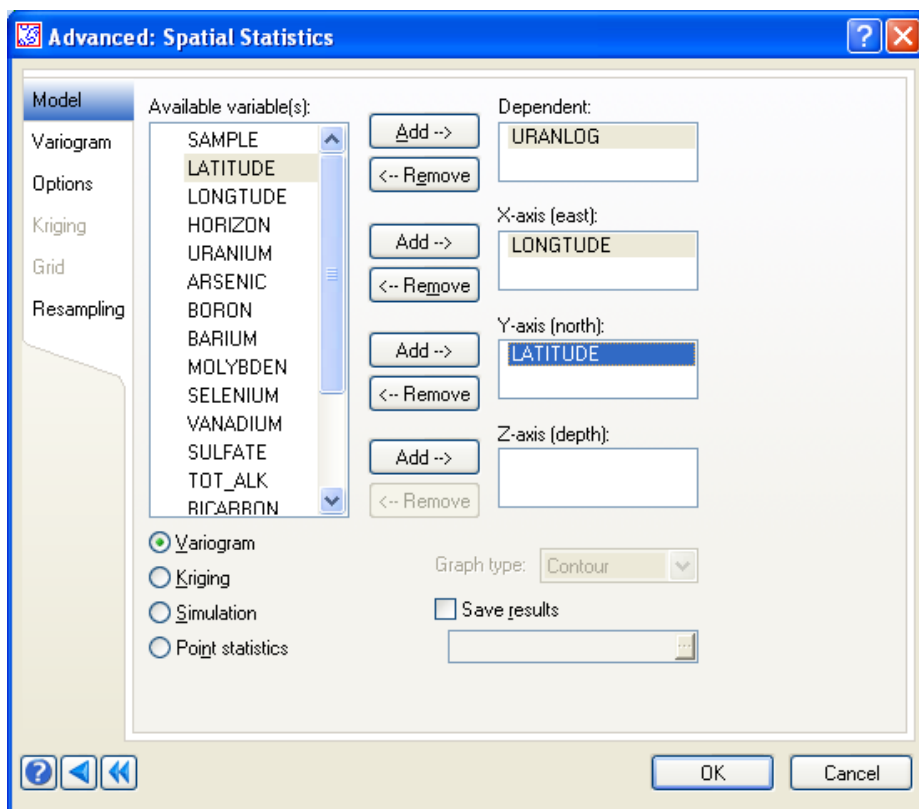 Advanced: Spatial Statistics
Model
Variogram
Options
Kriging
Grid
Resampling
Available variable(s):
SAMPLE
LATITUDE
LONGTUDE
HORIZON
URANIUM
ARSENIC
BORON
BARIUM
MOLYBDEN
SELENIUM
VANADIUM
SULFATE
TOT_ALK
BICARBON
Add -->
<-- Remove
Add -->
<-- Remove
Add -->
<-- Remove
Add -->
<-- Remove
Dependent:
URANLOG
X-axis (east):
LONGTUDE
Y-axis (north):
LATITUDE
Z-axis (depth):
Variogram
Kriging
Simulation
Point statistics
Graph type: Contour
Save results
...
OK
Cancel